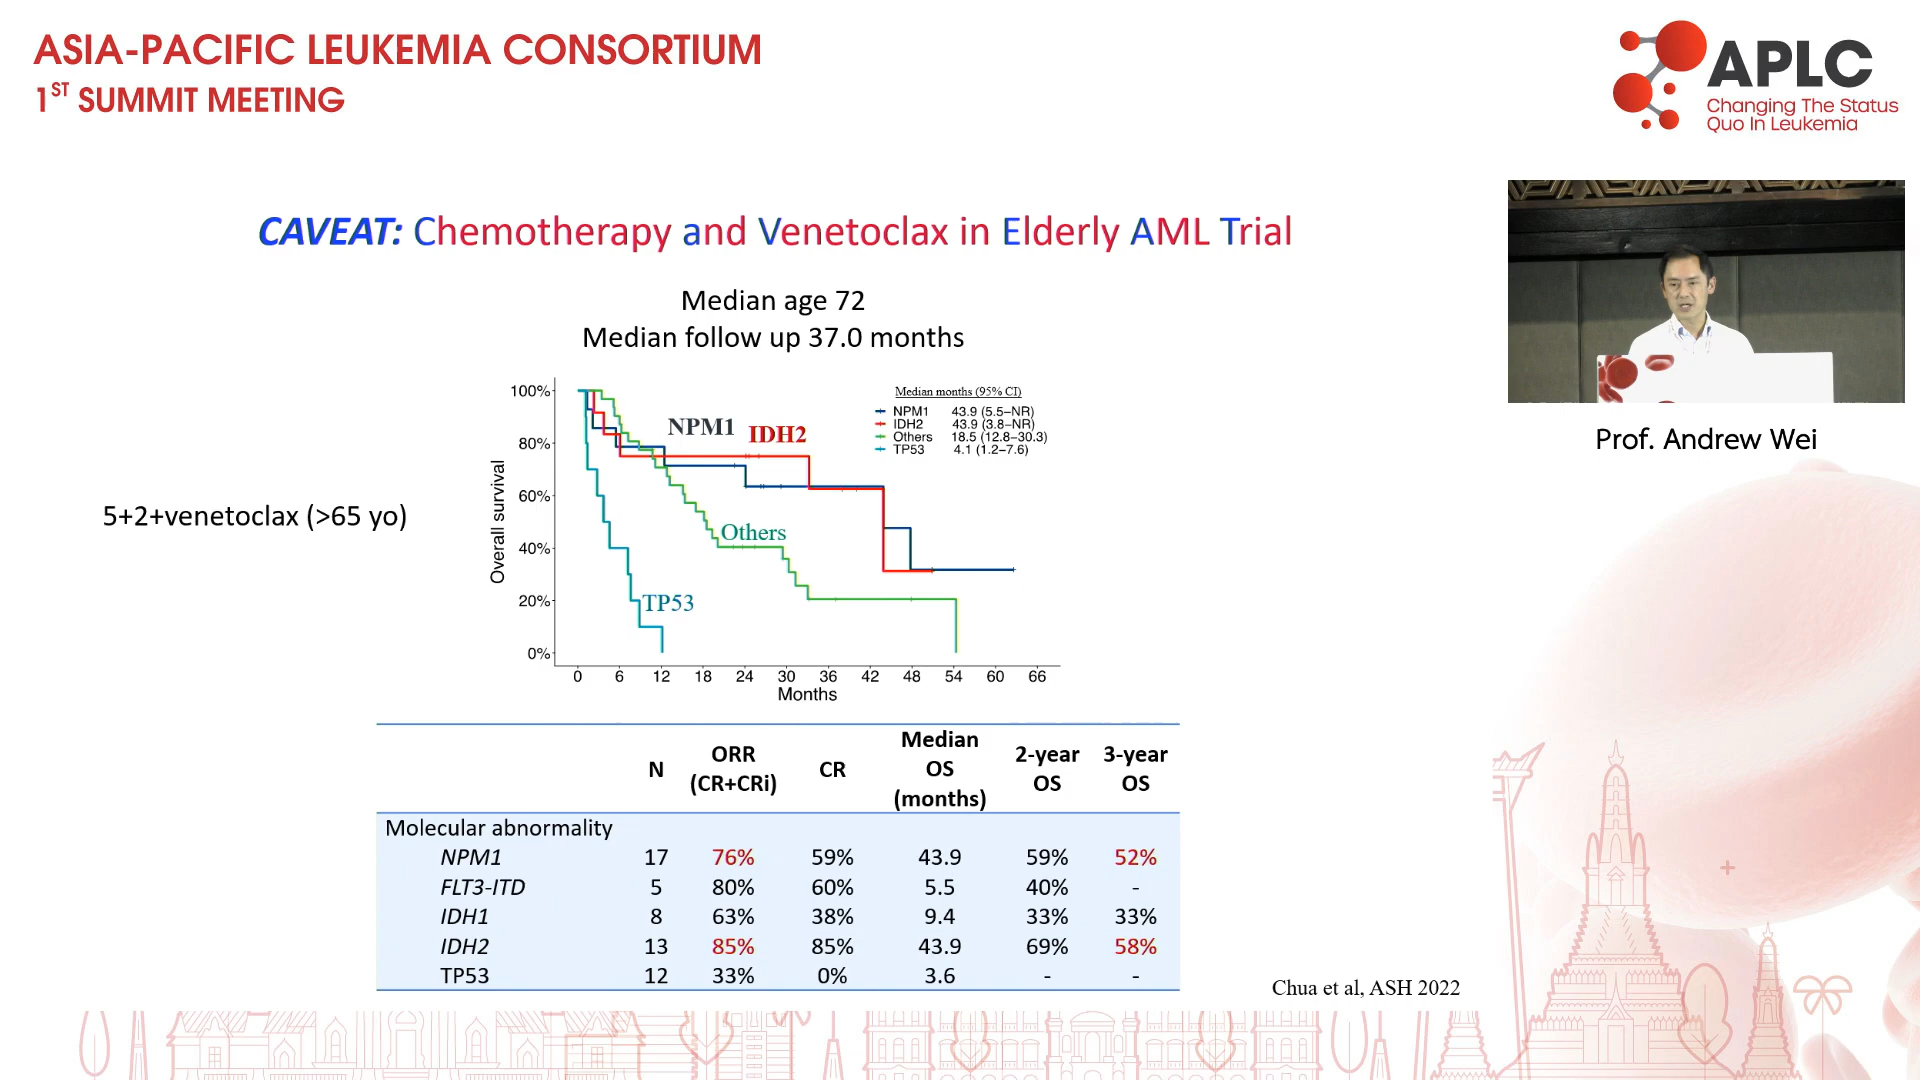 ASIA-PACIFIC LEUKEMIA CONSORTIUM
1ST SUMMIT MEETING
APLC
Changing The Status
Quo In Leukemia
CAVEAT: Chemotherapy and Venetoclax in Elderly AML Trial
Median age 72
Median follow up 37.0 months
Prof. Andrew Wei
5+2+venetoclax (>65 yo)
Overall survival
100%
80%
60%
40%
20%
0%
Median months (95% CI)
NPM1 43.9 (5.5–NR)
IDH2 43.9 (3.8–NR)
Others 18.5 (12.8–30.3)
TP53 4.1 (1.2–7.6)
NPM1 IDH2
Others
TP53
0 6 12 18 24 30 36 42 48 54 60 66
Months
N ORR (CR+CRi) CR Median OS (months) 2-year OS 3-year OS
Molecular abnormality
NPM1 17 76% 59% 43.9 59% 52%
FLT3-ITD 5 80% 60% 5.5 40% -
IDH1 8 63% 38% 9.4 33% 33%
IDH2 13 85% 85% 43.9 69% 58%
TP53 12 33% 0% 3.6 - -
Chua et al, ASH 2022